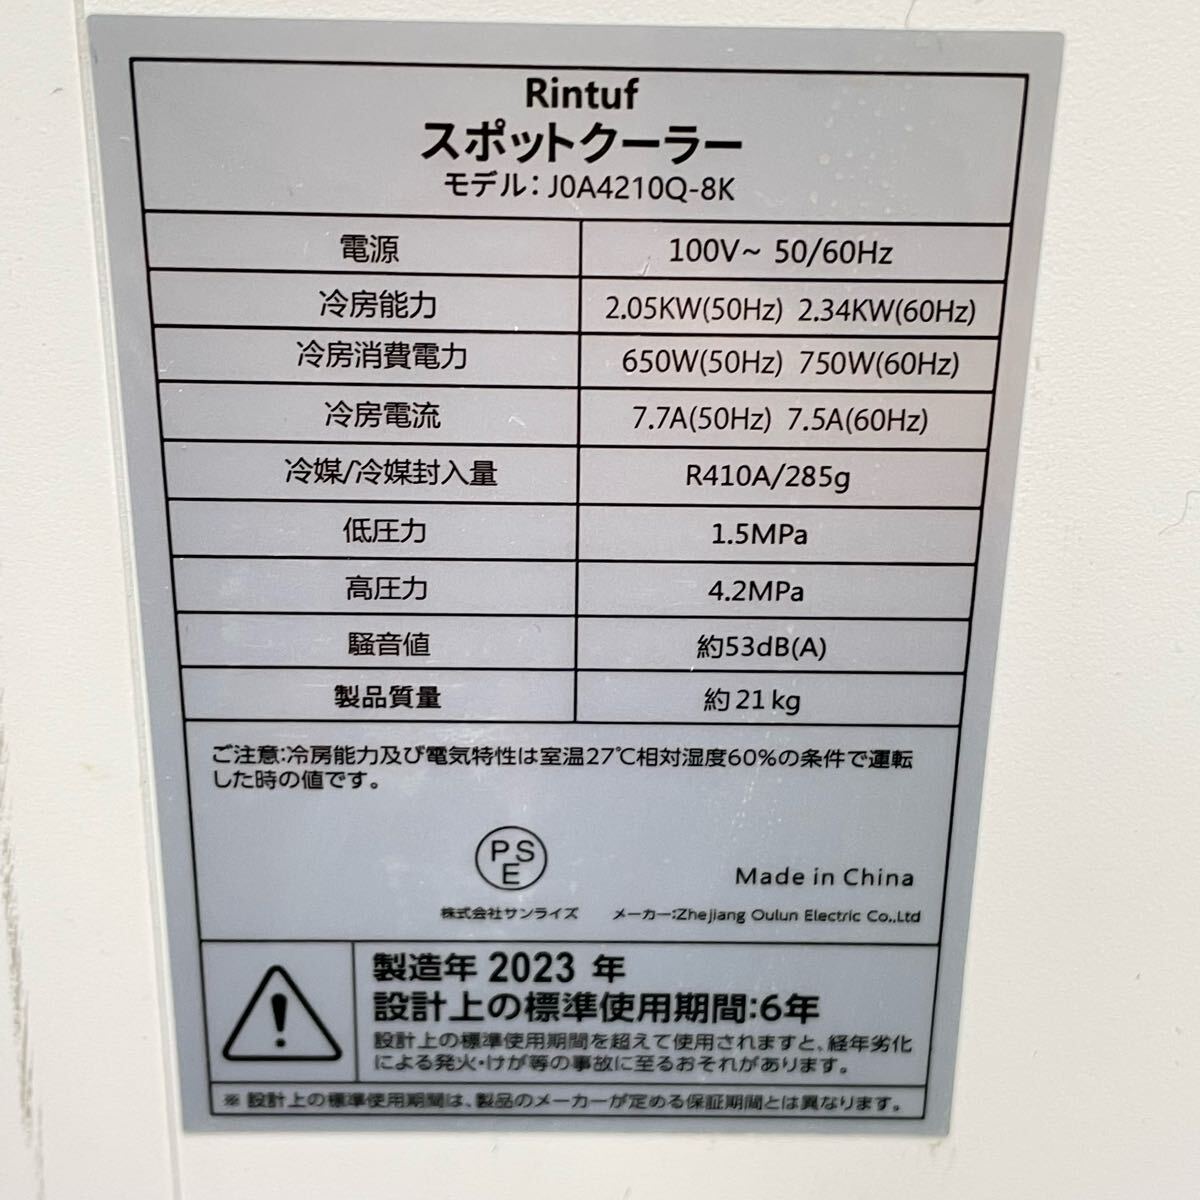 Rintuf
スポットクーラー
モデル：J0A4210Q-8K
電源 100V~ 50/60Hz
冷房能力 2.05KW(50Hz) 2.34KW(60Hz)
冷房消費電力 650W(50Hz) 750W(60Hz)
冷房電流 7.7A(50Hz) 7.5A(60Hz)
冷媒/冷媒封入量 R410A/285g
低圧力 1.5MPa
高圧力 4.2MPa
騒音値 約53dB(A)
製品質量 約21kg
ご注意:冷房能力及び電気特性は室温27℃相対湿度60%の条件で運転
した時の値です。
PSE
Made in China
株式会社サンライズ メーカー:Zhejiang Oulun Electric Co.,Ltd
製造年 2023 年
設計上の標準使用期間:6年
設計上の標準使用期間を超えて使用されますと、経年劣化
による発火・けが等の事故に至るおそれがあります。
※ 設計上の標準使用期間は、製品のメーカーが定める保証期間とは異なります。